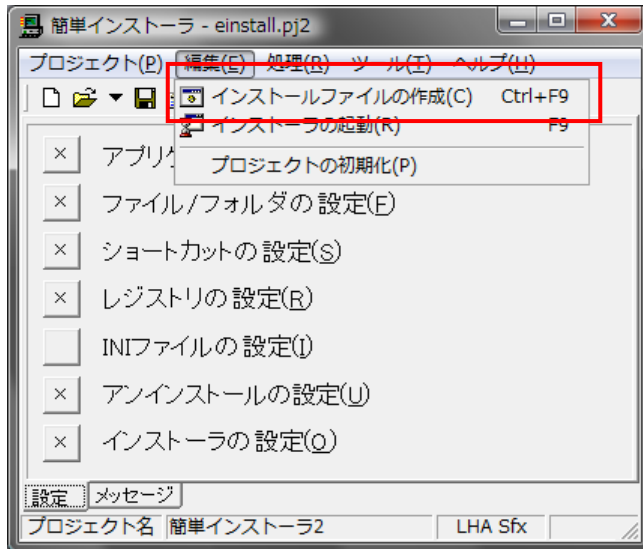 簡単インストーラ - einstall.pj2
プロジェクト(P) 編集(E) 処理(R) ツール(T) ヘルプ(H)
インストールファイルの作成(C) Ctrl+F9
インストーラの起動(R) F9
プロジェクトの初期化(P)
アプリ
ファイル/フォルダの設定(F)
ショートカットの設定(S)
レジストリの設定(R)
INIファイルの設定(I)
アンインストールの設定(U)
インストーラの設定(O)
設定 メッセージ
プロジェクト名 簡単インストーラ2 LHA Sfx